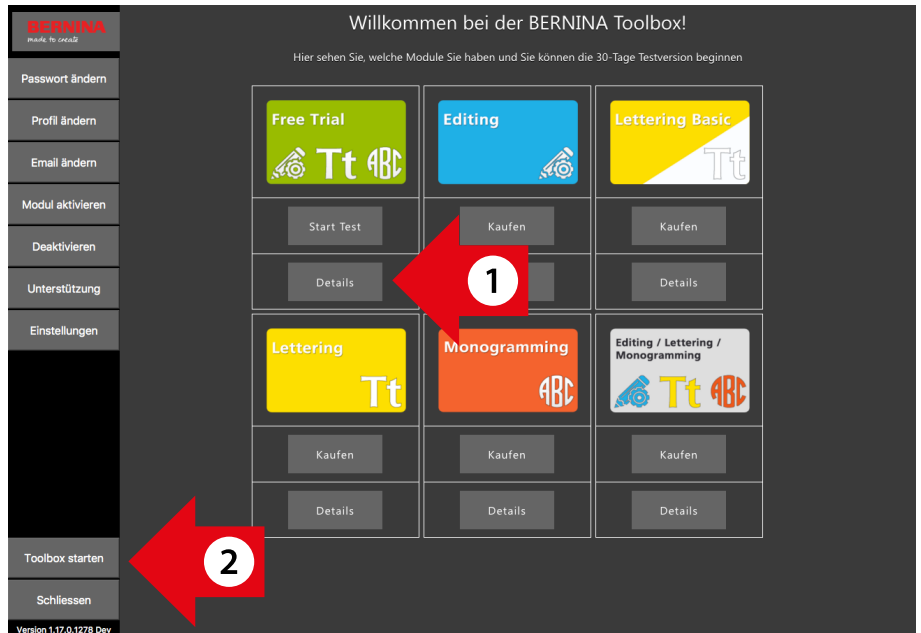 BERNINA
made to create
Passwort ändern
Profil ändern
Email ändern
Modul aktivieren
Deaktivieren
Unterstützung
Einstellungen
Toolbox starten
Schliessen
Version 1.17.0.1278 Dev
Willkommen bei der BERNINA Toolbox!
Hier sehen Sie, welche Module Sie haben und Sie können die 30-Tage Testversion beginnen
Free Trial
Tt ABC
Start Test
Details
Editing
Kaufen
Lettering Basic
Tt
Kaufen
Details
1
Lettering
Tt
Kaufen
Details
Monogramming
ABC
Kaufen
Details
Editing / Lettering /
Monogramming
Tt ABC
Kaufen
Details
2